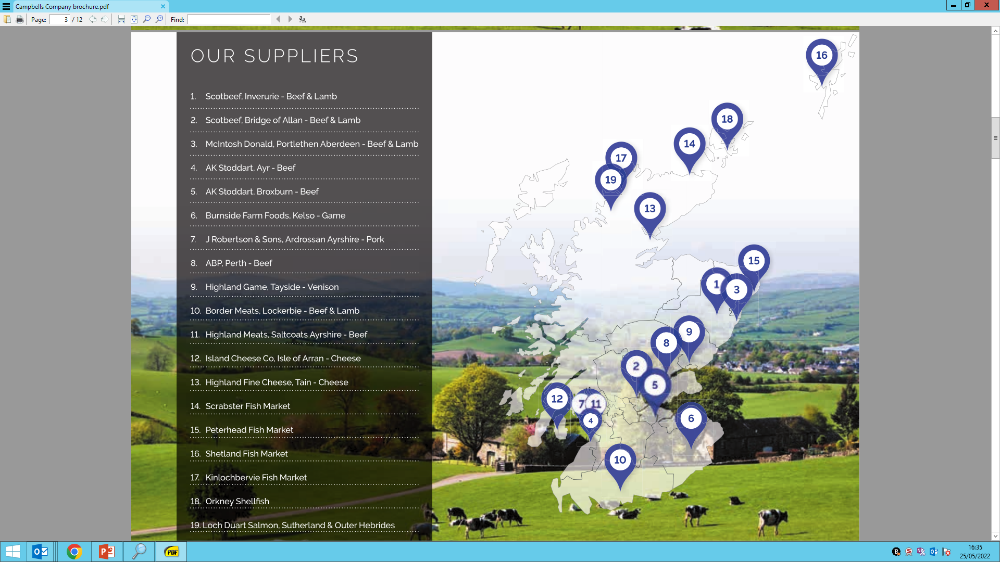 Campbells Company brochure.pdf
Page: 3 / 12
Find:
OUR SUPPLIERS
1. Scotbeef, Inverurie - Beef & Lamb
2. Scotbeef, Bridge of Allan - Beef & Lamb
3. McIntosh Donald, Portlethen Aberdeen - Beef & Lamb
4. AK Stoddart, Ayr - Beef
5. AK Stoddart, Broxburn - Beef
6. Burnside Farm Foods, Kelso - Game
7. J Robertson & Sons, Ardrossan Ayrshire - Pork
8. ABP, Perth - Beef
9. Highland Game, Tayside - Venison
10. Border Meats, Lockerbie - Beef & Lamb
11. Highland Meats, Saltcoats Ayrshire - Beef
12. Island Cheese Co, Isle of Arran - Cheese
13. Highland Fine Cheese, Tain - Cheese
14. Scrabster Fish Market
15. Peterhead Fish Market
16. Shetland Fish Market
17. Kinlochbervie Fish Market
18. Orkney Shellfish
19. Loch Duart Salmon, Sutherland & Outer Hebrides
16
18
14
17
19
13
15
1
3
9
8
2
5
12
7
11
4
6
10
PDF
16:35
25/05/2022